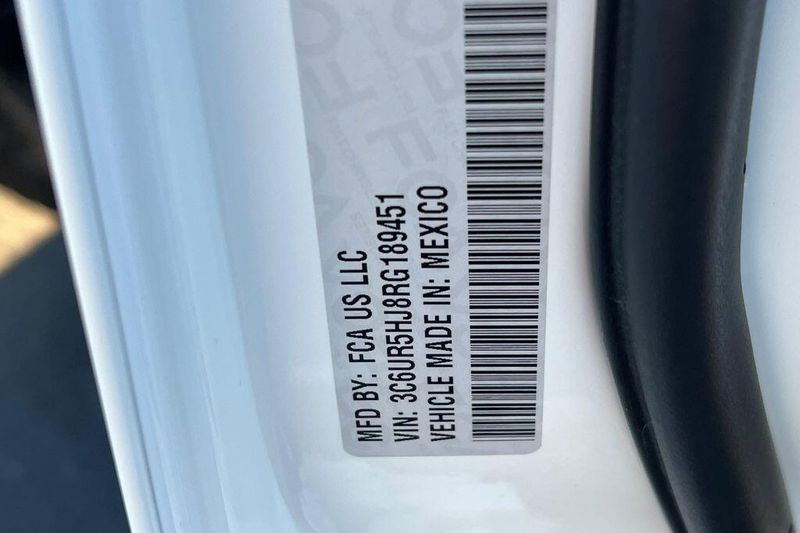 MFD BY: FCA US LLC
VIN: 3C6UR5HJ8RG189451
VEHICLE MADE IN: MEXICO